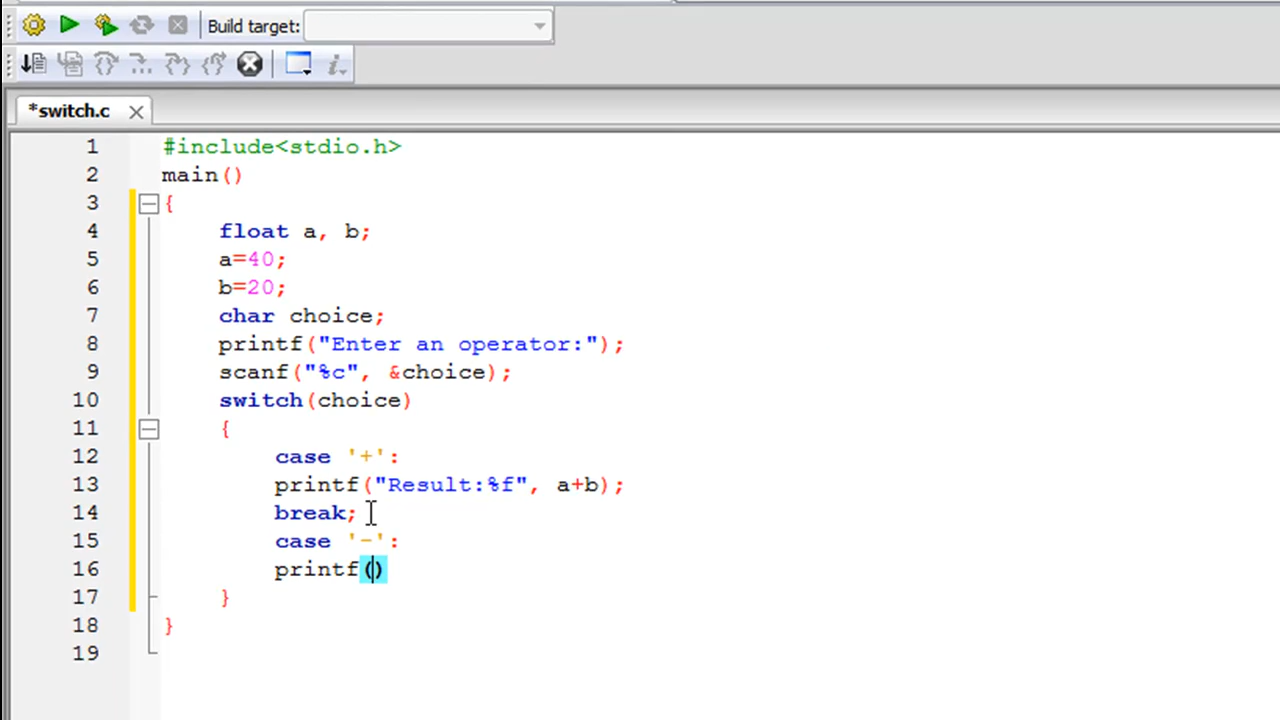 Build target:
*switch.c
1 #include<stdio.h>
2 main()
3 {
4 float a, b;
5 a=40;
6 b=20;
7 char choice;
8 printf("Enter an operator:");
9 scanf("%c", &choice);
10 switch(choice)
11 {
12 case '+':
13 printf("Result:%f", a+b);
14 break;
15 case '-':
16 printf()
17 }
18 }
19